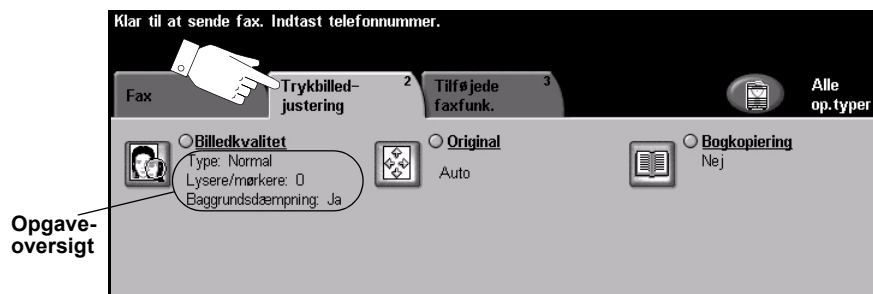 Klar til at sende fax. Indtast telefonnummer.
Fax
Trykbilled-
justering
2
Tilføjede
faxfunk.
3
Alle
op.typer
Billedkvalitet
Type: Normal
Lysere/mørkere: 0
Baggrundsdæmpning: Ja
Original
Auto
Bogkopiering
Nej
Opgave-
oversigt